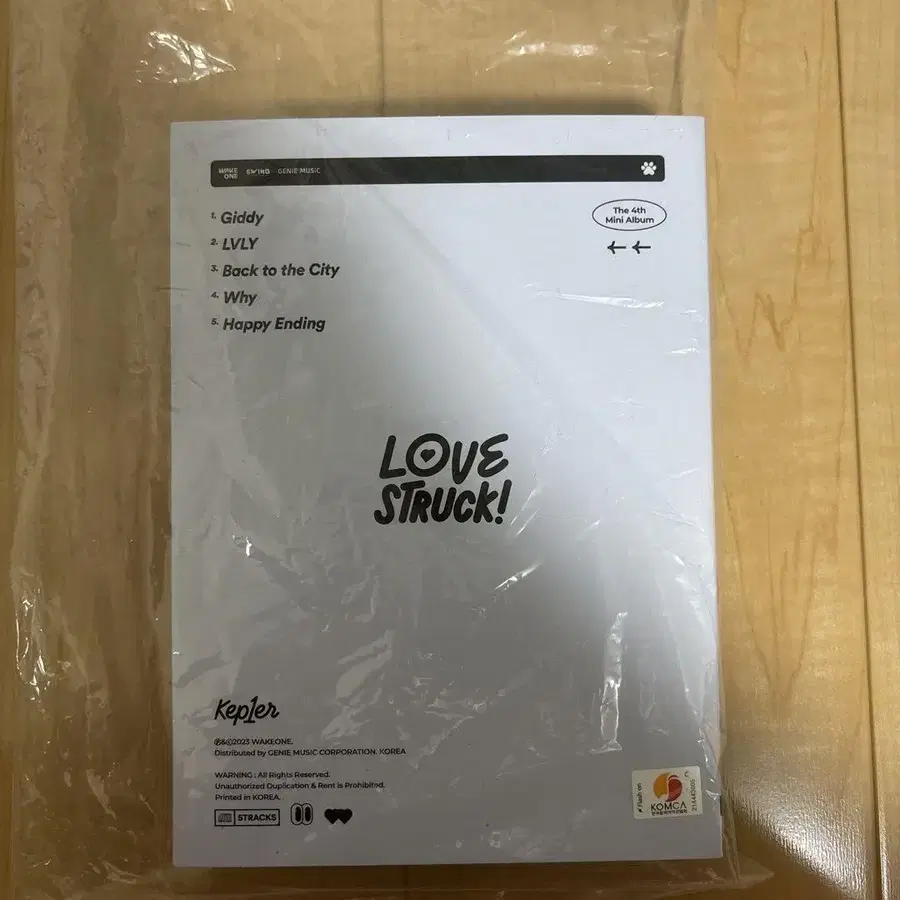 WAKE ONE SWING GENIE MUSIC
1. Giddy
2. LVLY
3. Back to the City
4. Why
5. Happy Ending
The 4th
Mini Album
LOVE
STRUCK!
Kep1er
℗&©2023 WAKEONE.
Distributed by GENIE MUSIC CORPORATION. KOREA
WARNING : All Rights Reserved.
Unauthorized Duplication & Rent is Prohibited.
Printed in KOREA.
5TRACKS
Flash on
KOMCA